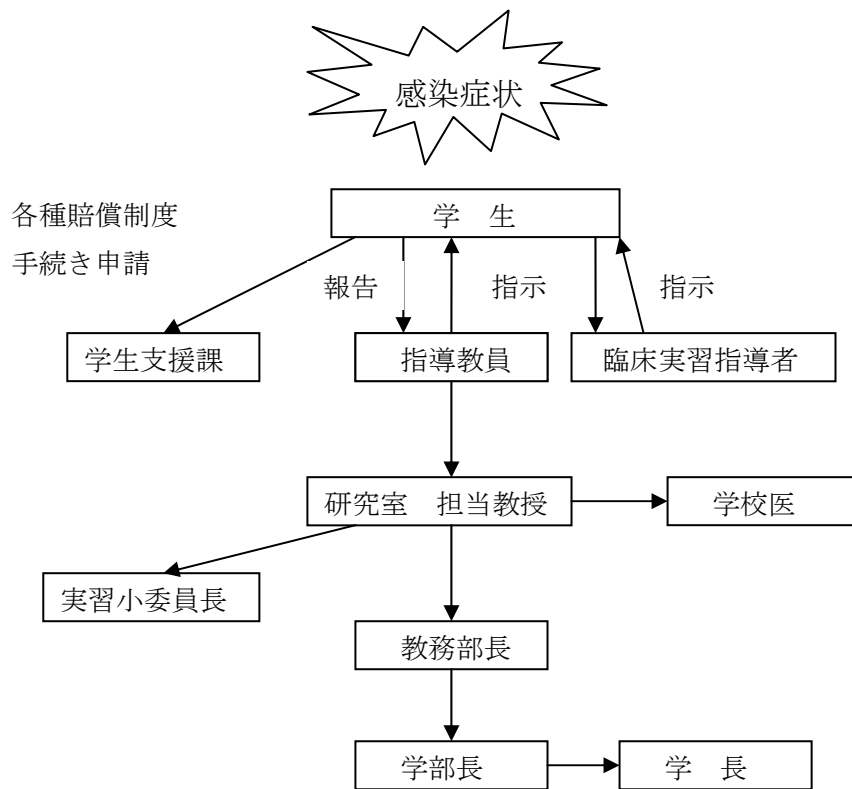 感染症状
各種賠償制度
学　生
手続き申請
報告
指示
指示
学生支援課
指導教員
臨床実習指導者
研究室　担当教授
学校医
実習小委員長
教務部長
学部長
学　長